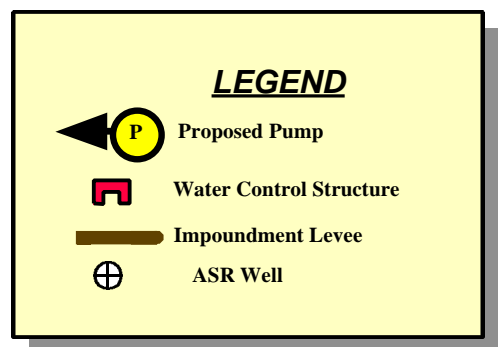 LEGEND
P Proposed Pump
Water Control Structure
Impoundment Levee
ASR Well